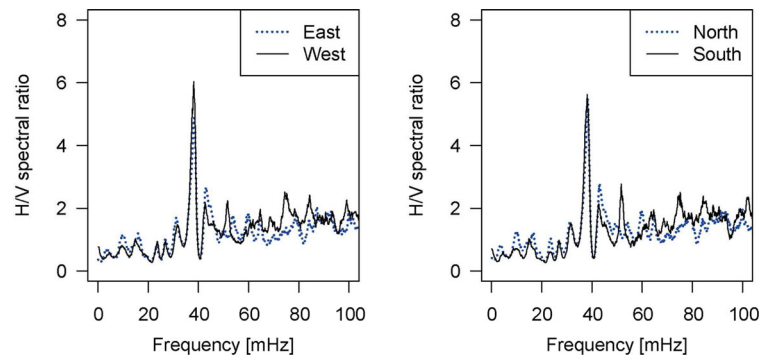 H/V spectral ratio
8
6
4
2
0
East
West
0 20 40 60 80 100
Frequency [mHz]
H/V spectral ratio
8
6
4
2
0
North
South
0 20 40 60 80 100
Frequency [mHz]